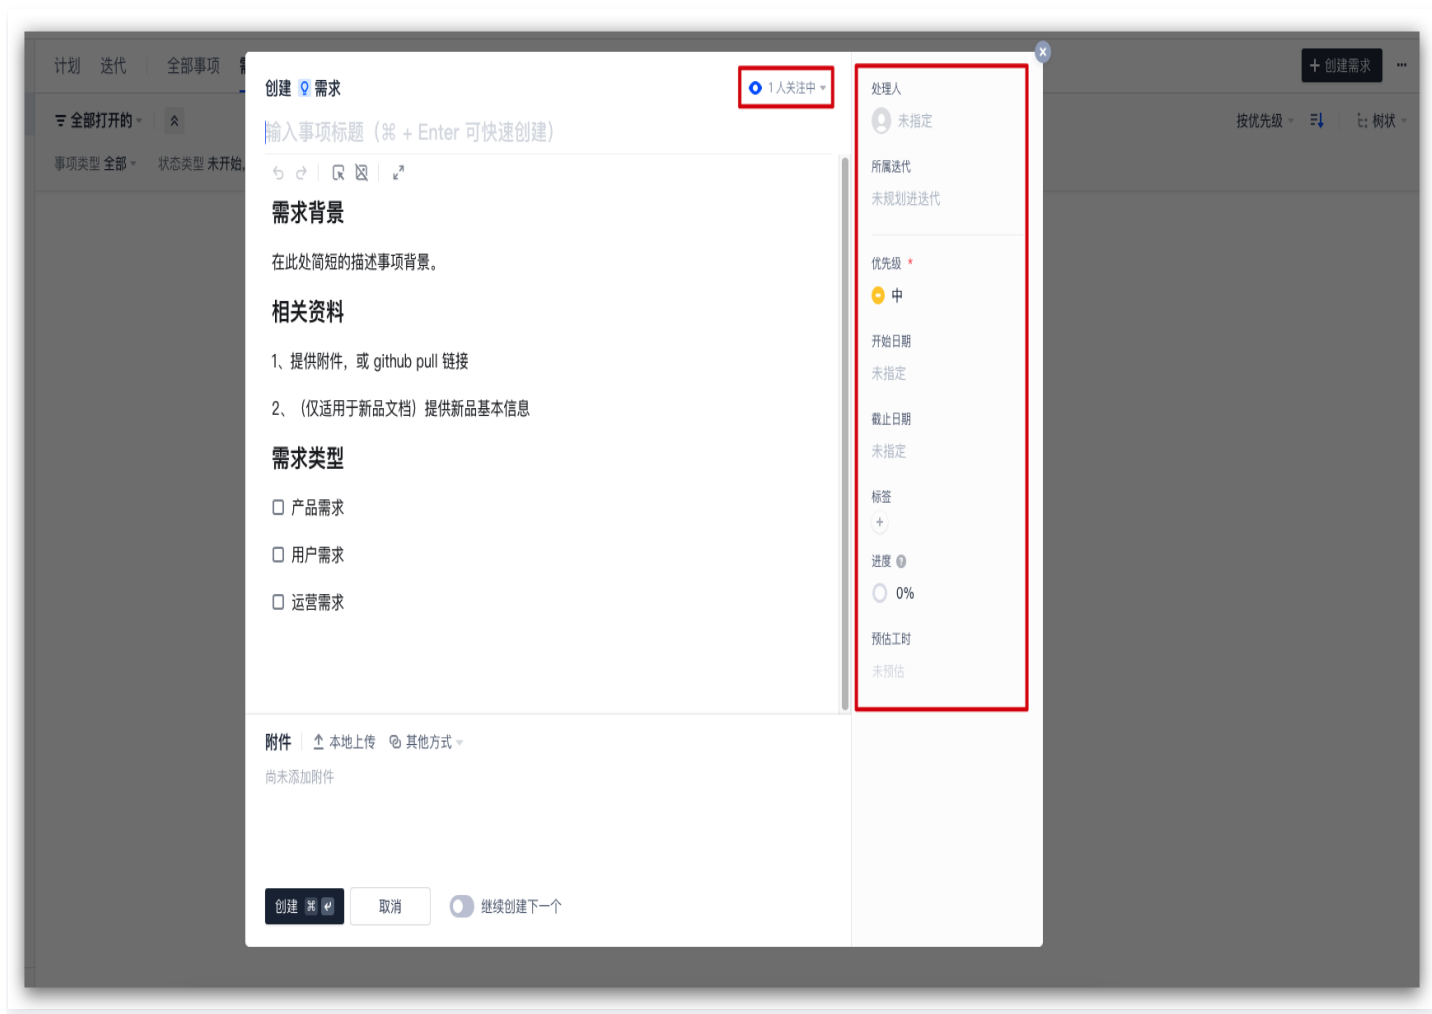 计划 迭代 全部事项
+ 创建需求 ···
全部打开的
按优先级 树状
事项类型 全部 状态类型 未开始,
创建 需求
1 人关注中
输入事项标题（⌘ + Enter 可快速创建）
需求背景
在此处简短的描述事项背景。
相关资料
1、提供附件，或 github pull 链接
2、（仅适用于新品文档）提供新品基本信息
需求类型
产品需求
用户需求
运营需求
附件 本地上传 其他方式
尚未添加附件
创建 ⌘ ↵ 取消 继续创建下一个
处理人
未指定
所属迭代
未规划进迭代
优先级 *
中
开始日期
未指定
截止日期
未指定
标签
+
进度 ?
0%
预估工时
未预估